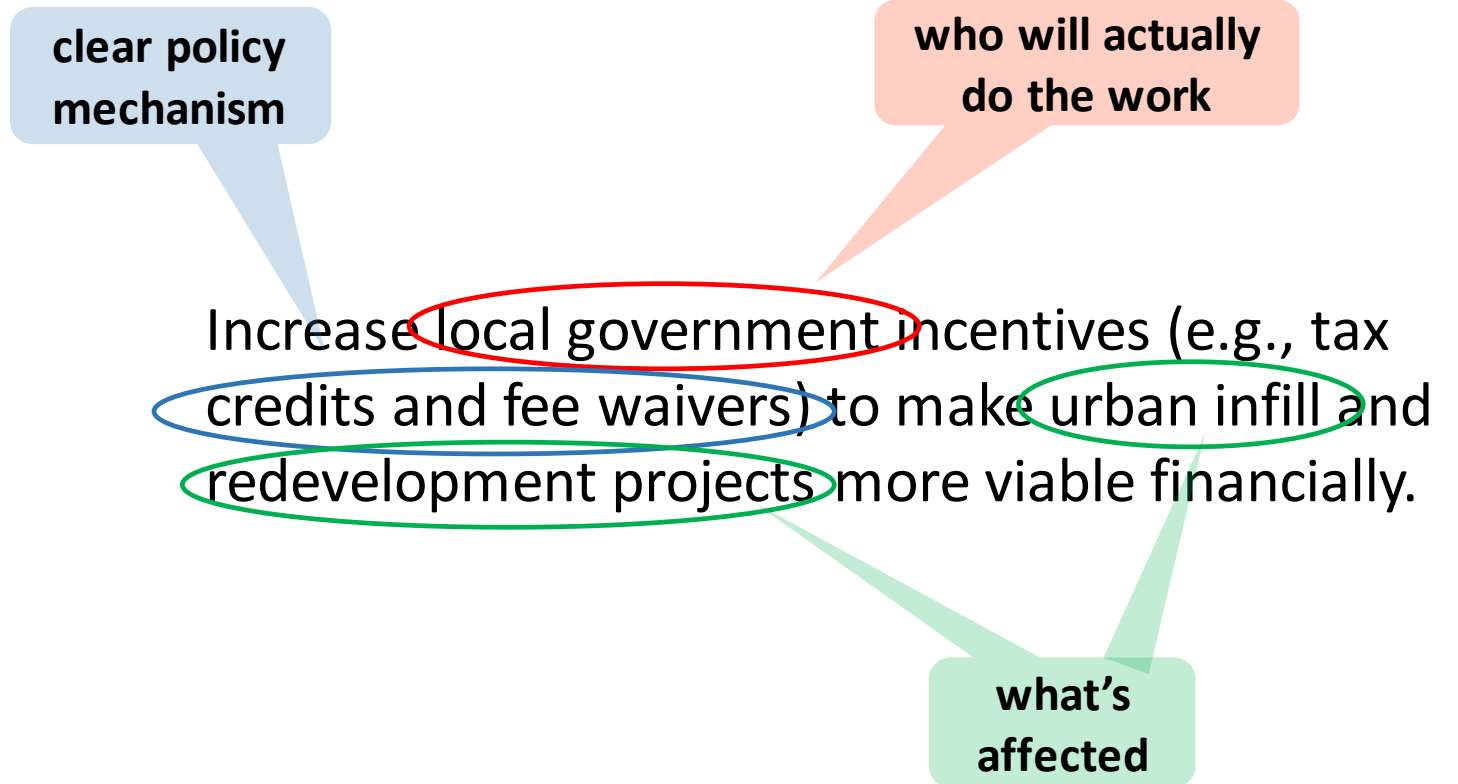 clear policy
mechanism
who will actually
do the work
Increase local government incentives (e.g., tax
credits and fee waivers) to make urban infill and
redevelopment projects more viable financially.
what’s
affected